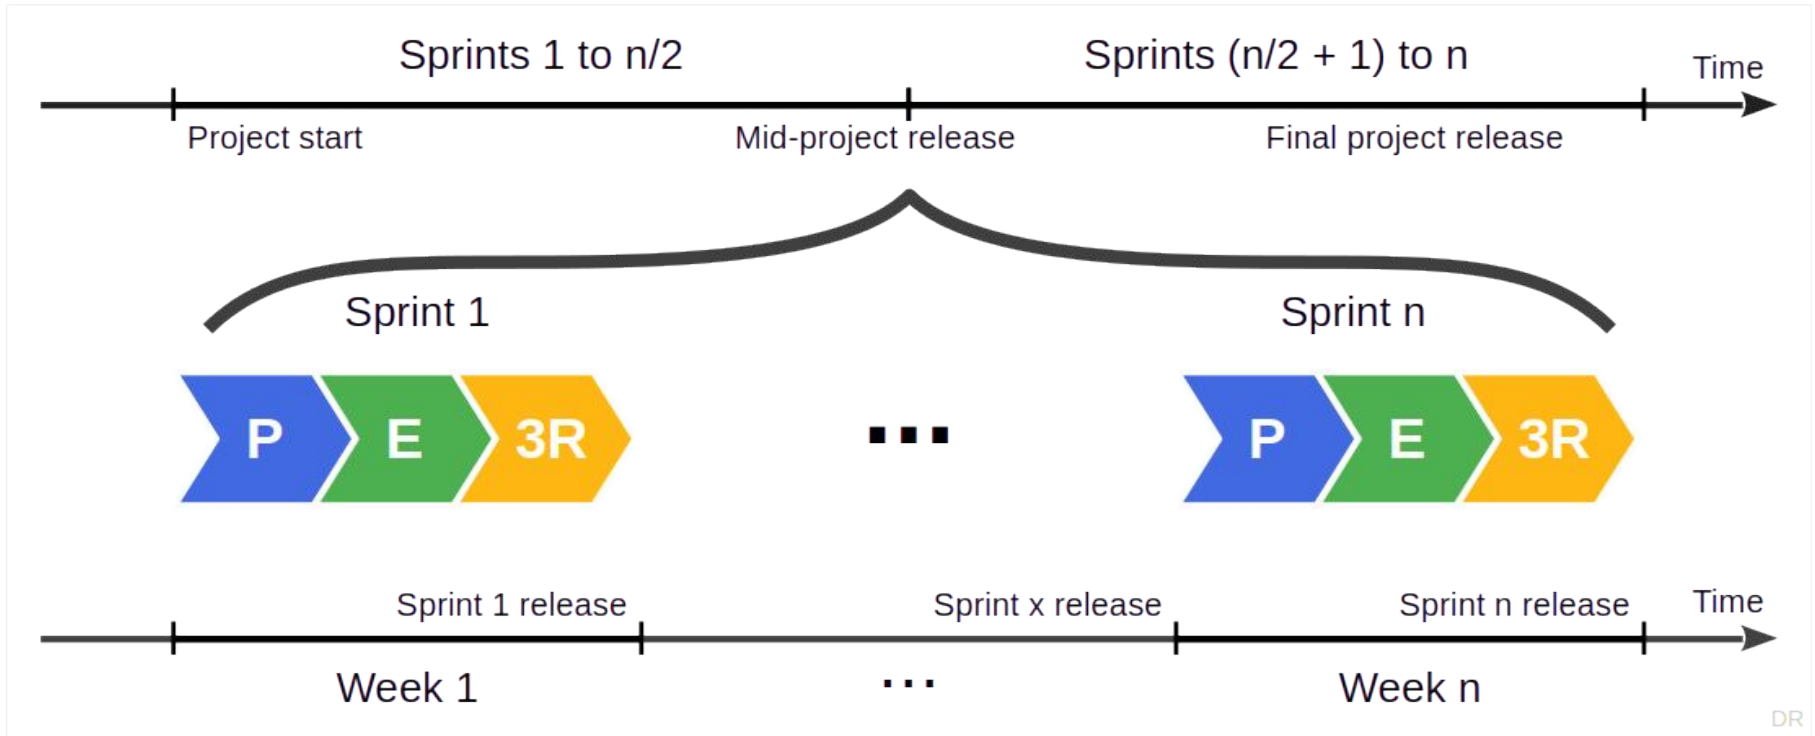 Sprints 1 to n/2
Sprints (n/2 + 1) to n
Time
Project start
Mid-project release
Final project release
Sprint 1
Sprint n
P
E
3R
...
P
E
3R
Sprint 1 release
Sprint x release
Sprint n release
Time
Week 1
...
Week n
DR